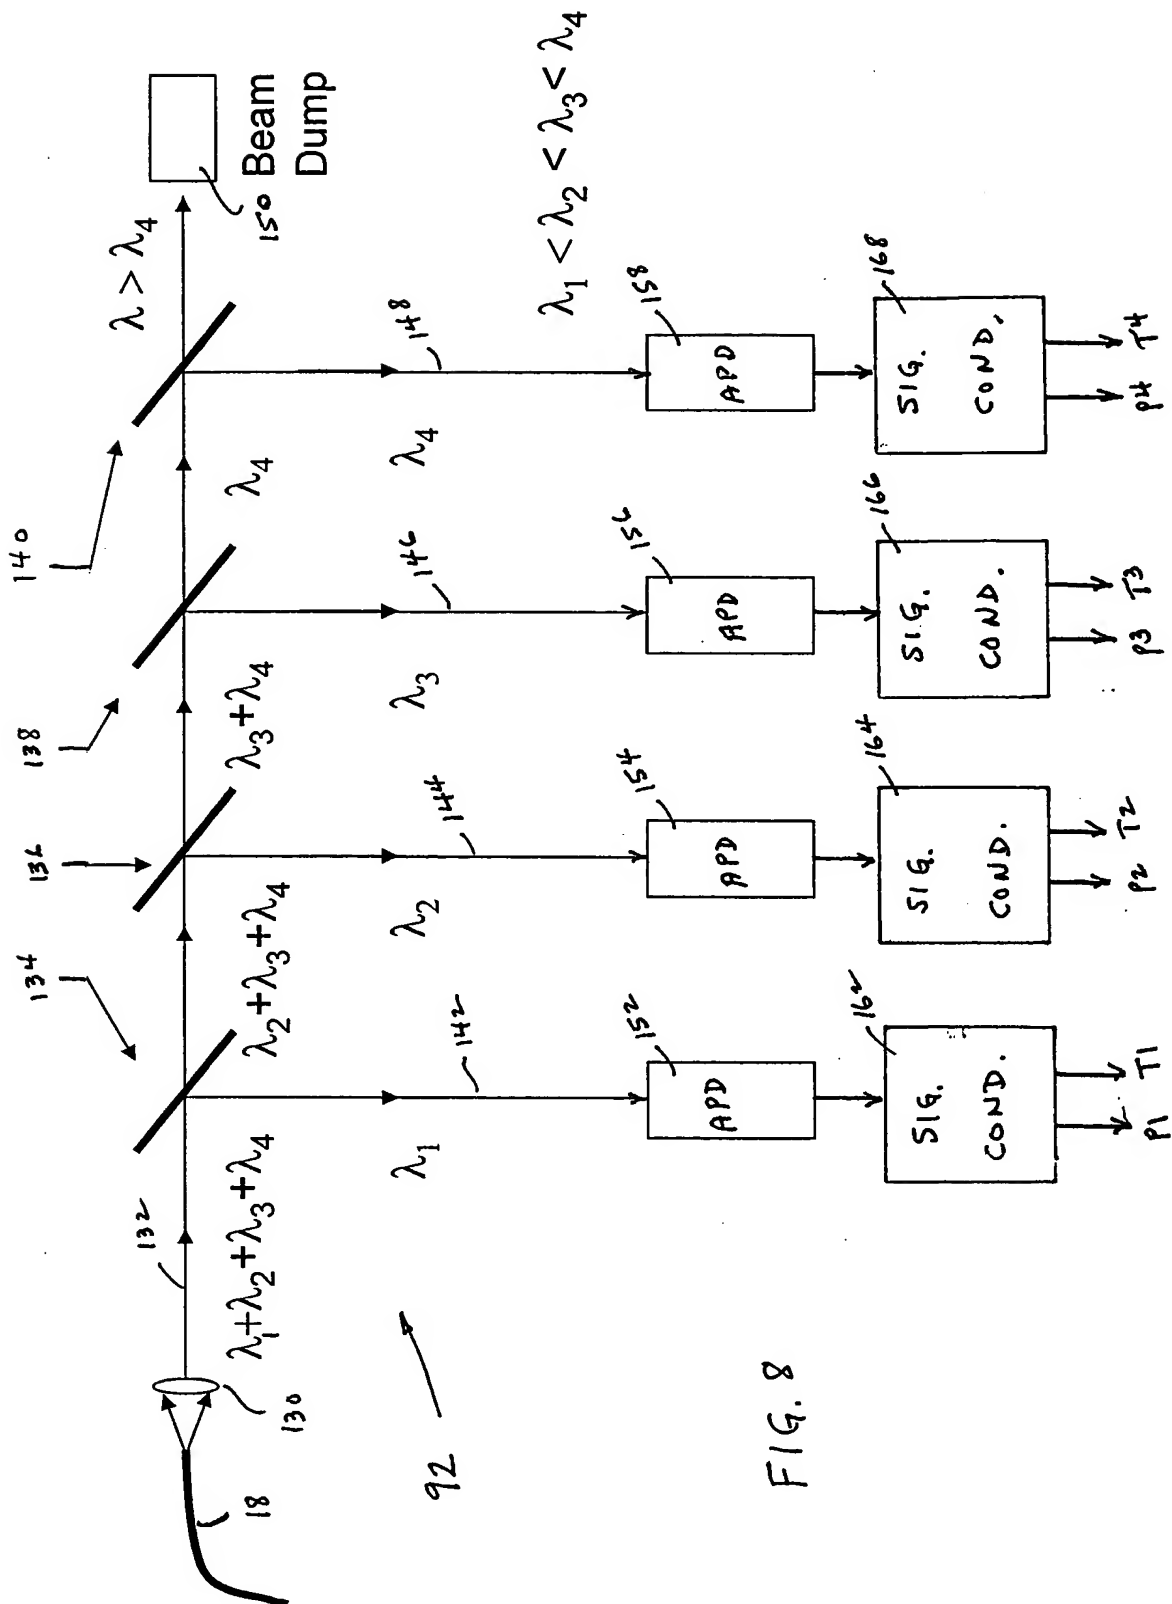 140
138
136
134
λ > λ₄
150
Beam
Dump
132
λ₁+λ₂+λ₃+λ₄
λ₂+λ₃+λ₄
λ₃+λ₄
λ₄
18
130
142
144
146
148
λ₁
λ₂
λ₃
λ₄
λ₁ < λ₂ < λ₃ < λ₄
92
152
APD
154
APD
156
APD
158
APD
162
SIG.
COND.
164
SIG.
COND.
166
SIG.
COND.
168
SIG.
COND.
P1
T1
P2
T2
P3
T3
P4
T4
FIG. 8